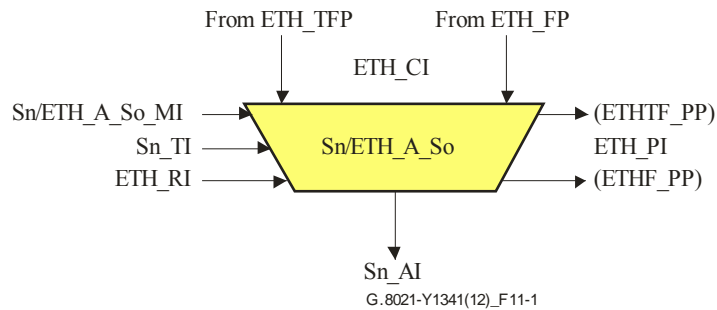 From ETH_TFP
From ETH_FP
ETH_CI
Sn/ETH_A_So_MI
(ETHTF_PP)
Sn_TI
Sn/ETH_A_So
ETH_PI
ETH_RI
(ETHF_PP)
Sn_AI
G.8021-Y1341(12)_F11-1